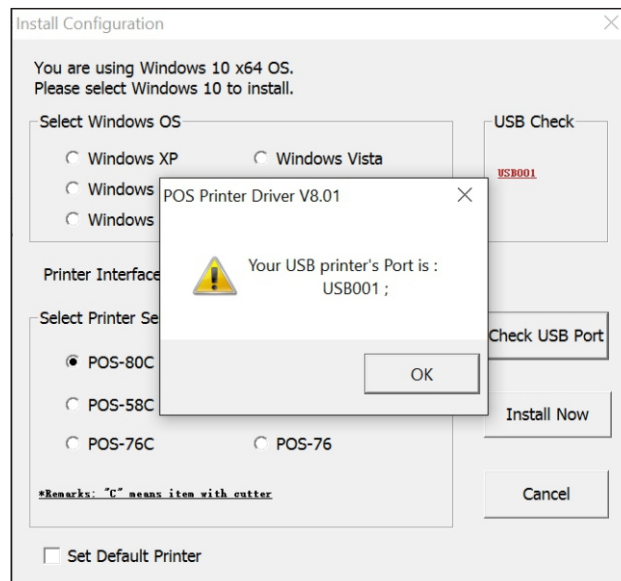 Install Configuration
You are using Windows 10 x64 OS.
Please select Windows 10 to install.
Select Windows OS
USB Check
Windows XP
Windows Vista
USB001
Windows
Windows
POS Printer Driver V8.01
Your USB printer's Port is :
USB001 ;
OK
Printer Interface
Select Printer Se
Check USB Port
POS-80C
POS-58C
Install Now
POS-76C
POS-76
*Remarks: "C" means item with cutter
Cancel
Set Default Printer